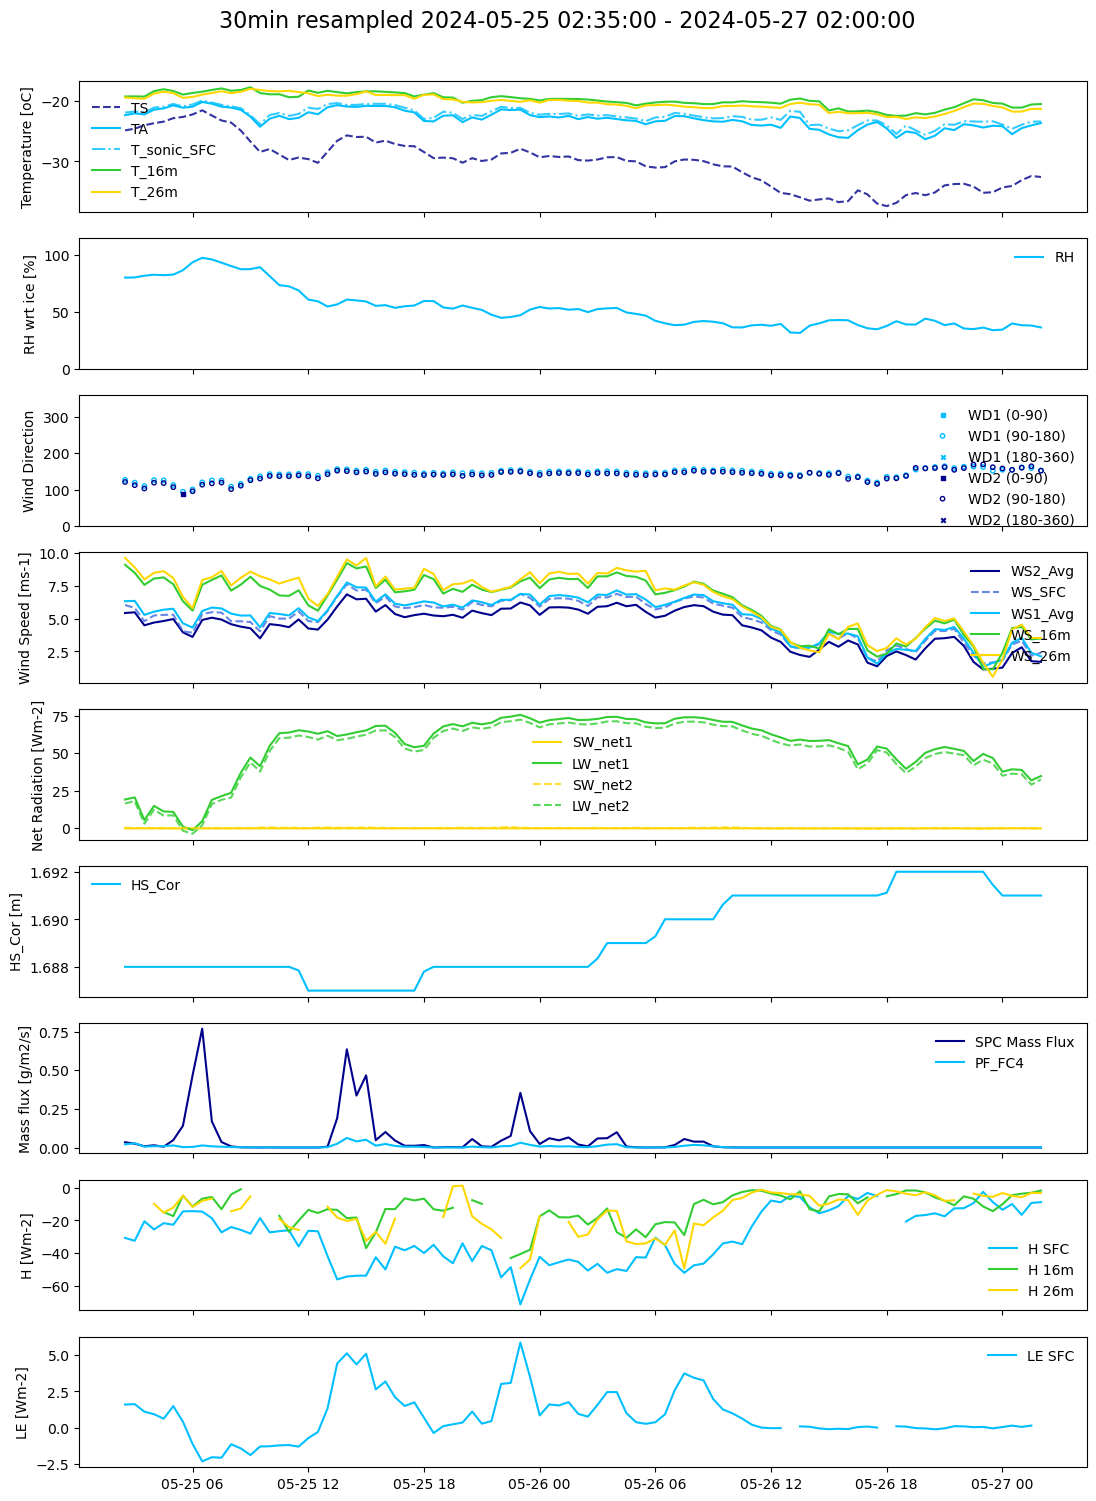 30min resampled 2024-05-25 02:35:00 - 2024-05-27 02:00:00
Temperature [oC]
−20
−30
TS
TA
T_sonic_SFC
T_16m
T_26m
RH wrt ice [%]
100
50
0
RH
Wind Direction
300
200
100
0
WD1 (0-90)
WD1 (90-180)
WD1 (180-360)
WD2 (0-90)
WD2 (90-180)
WD2 (180-360)
Wind Speed [ms-1]
10.0
7.5
5.0
2.5
WS2_Avg
WS_SFC
WS1_Avg
WS_16m
WS_26m
Net Radiation [Wm-2]
75
50
25
0
SW_net1
LW_net1
SW_net2
LW_net2
HS_Cor [m]
1.692
1.690
1.688
HS_Cor
Mass flux [g/m2/s]
0.75
0.50
0.25
0.00
SPC Mass Flux
PF_FC4
H [Wm-2]
0
−20
−40
−60
H SFC
H 16m
H 26m
LE [Wm-2]
5.0
2.5
0.0
−2.5
LE SFC
05-25 06
05-25 12
05-25 18
05-26 00
05-26 06
05-26 12
05-26 18
05-27 00